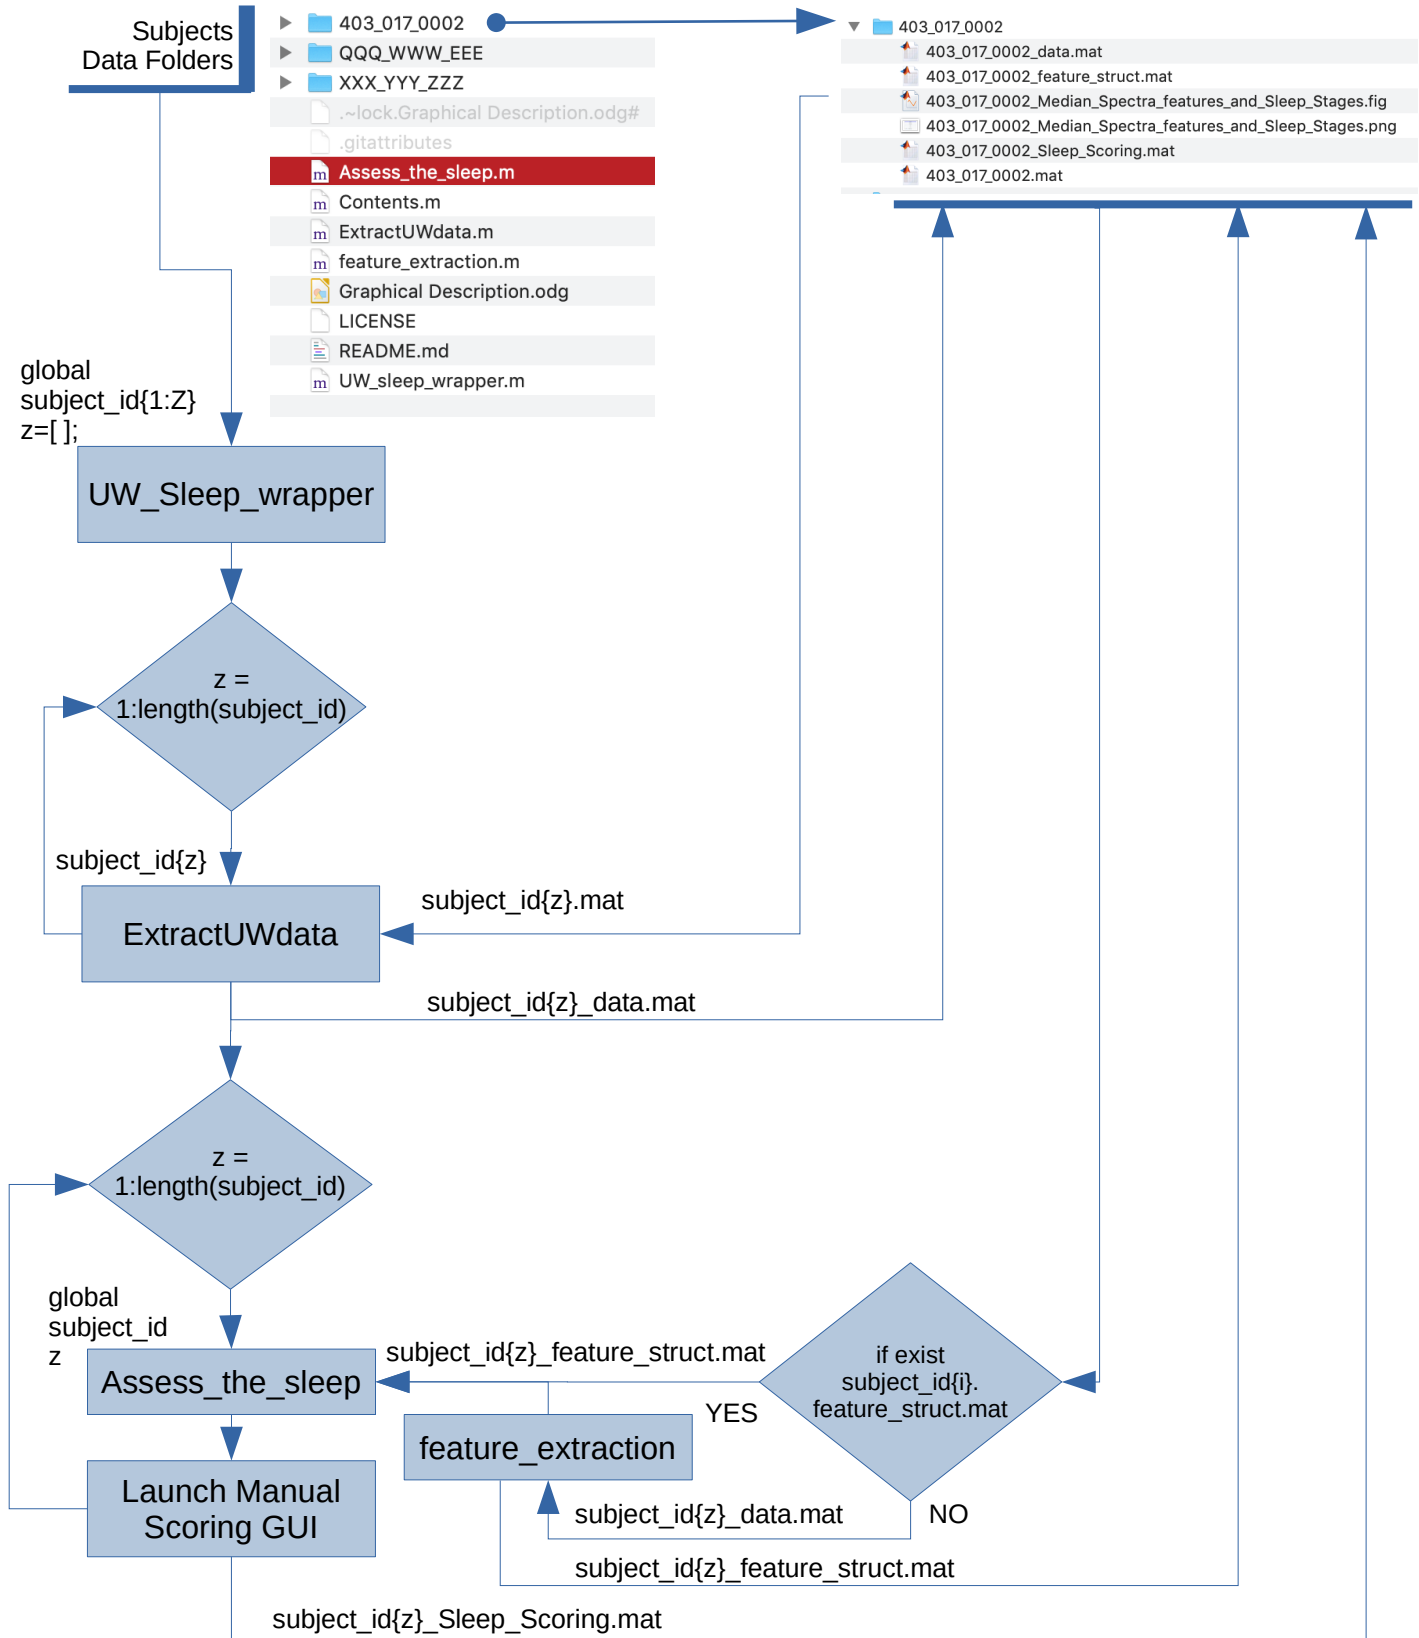 Subjects
Data Folders
403_017_0002
QQQ_WWW_EEE
XXX_YYY_ZZZ
.~lock.Graphical Description.odg#
.gitattributes
Assess_the_sleep.m
Contents.m
ExtractUWdata.m
feature_extraction.m
Graphical Description.odg
LICENSE
README.md
UW_sleep_wrapper.m
403_017_0002
403_017_0002_data.mat
403_017_0002_feature_struct.mat
403_017_0002_Median_Spectra_features_and_Sleep_Stages.fig
403_017_0002_Median_Spectra_features_and_Sleep_Stages.png
403_017_0002_Sleep_Scoring.mat
403_017_0002.mat
global
subject_id{1:Z}
z=[ ];
UW_Sleep_wrapper
z =
1:length(subject_id)
subject_id{z}
ExtractUWdata
subject_id{z}.mat
subject_id{z}_data.mat
z =
1:length(subject_id)
global
subject_id
z
Assess_the_sleep
subject_id{z}_feature_struct.mat
if exist
subject_id{i}.
feature_struct.mat
YES
feature_extraction
Launch Manual
Scoring GUI
subject_id{z}_data.mat
NO
subject_id{z}_feature_struct.mat
subject_id{z}_Sleep_Scoring.mat